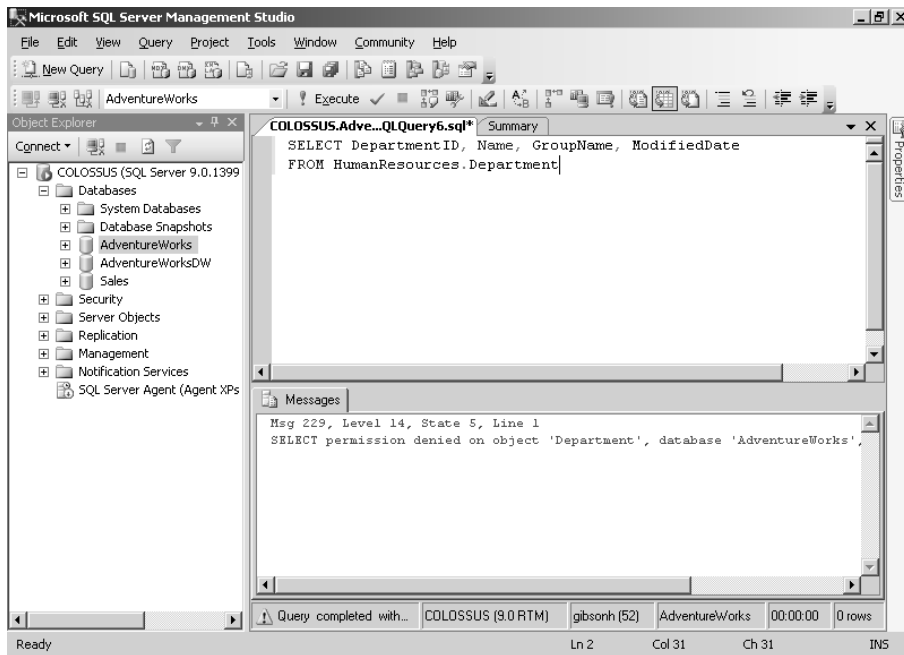 Microsoft SQL Server Management Studio
File Edit View Query Project Tools Window Community Help
New Query
AdventureWorks Execute
Object Explorer
Connect
COLOSSUS (SQL Server 9.0.1399
Databases
System Databases
Database Snapshots
AdventureWorks
AdventureWorksDW
Sales
Security
Server Objects
Replication
Management
Notification Services
SQL Server Agent (Agent XPs
COLOSSUS.Adve...QLQuery6.sql* Summary
SELECT DepartmentID, Name, GroupName, ModifiedDate
FROM HumanResources.Department
Properties
Messages
Msg 229, Level 14, State 5, Line 1
SELECT permission denied on object 'Department', database 'AdventureWorks',
Query completed with... COLOSSUS (9.0 RTM) gibsonh (52) AdventureWorks 00:00:00 0 rows
Ready Ln 2 Col 31 Ch 31 INS